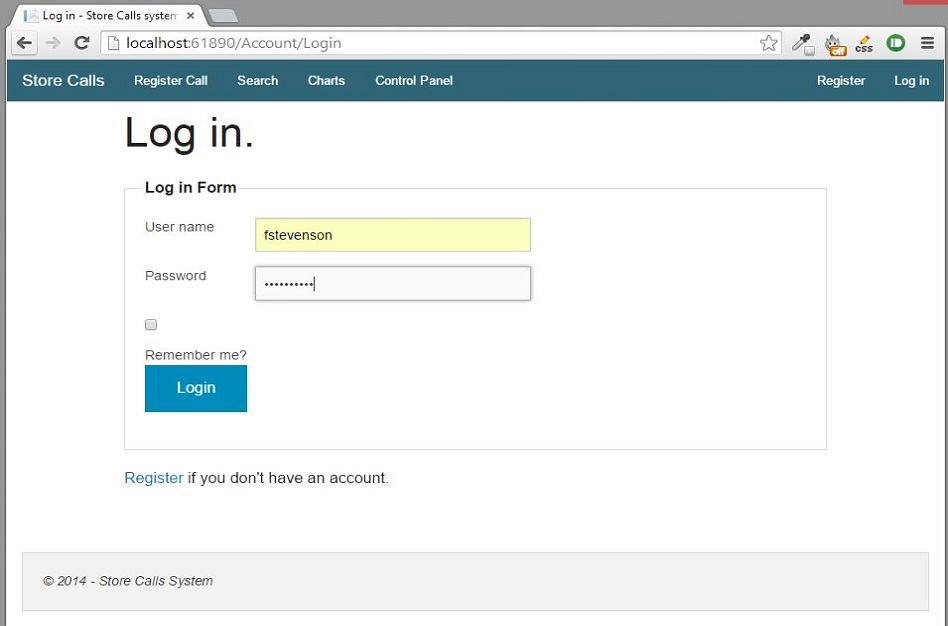 Log in - Store Calls system
localhost:61890/Account/Login
off
css
Store Calls Register Call Search Charts Control Panel Register Log in
Log in.
Log in Form
User name fstevenson
Password ••••••••••
Remember me?
Login
Register if you don't have an account.
© 2014 - Store Calls System